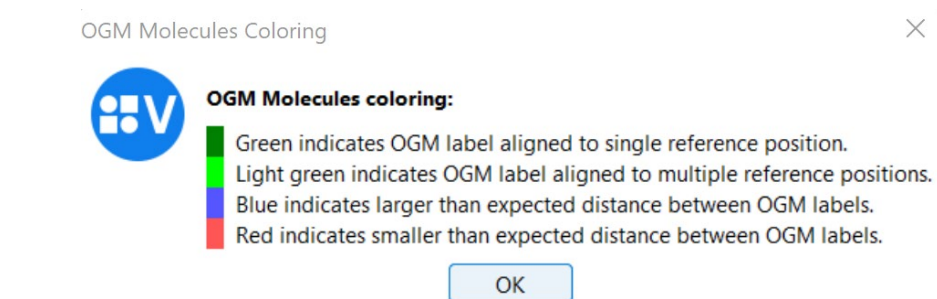 OGM Molecules Coloring
V
OGM Molecules coloring:
Green indicates OGM label aligned to single reference position.
Light green indicates OGM label aligned to multiple reference positions.
Blue indicates larger than expected distance between OGM labels.
Red indicates smaller than expected distance between OGM labels.
OK